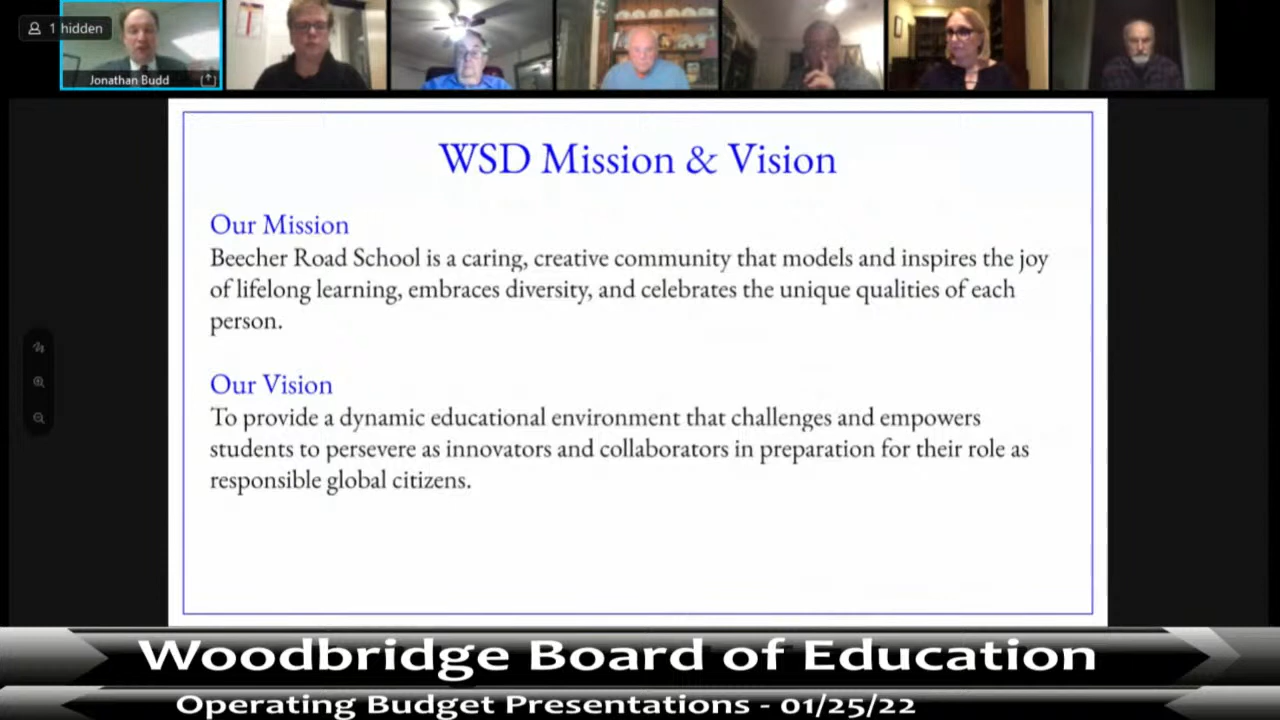 1 hidden
Jonathan Budd
WSD Mission & Vision
Our Mission
Beecher Road School is a caring, creative community that models and inspires the joy
of lifelong learning, embraces diversity, and celebrates the unique qualities of each
person.
Our Vision
To provide a dynamic educational environment that challenges and empowers
students to persevere as innovators and collaborators in preparation for their role as
responsible global citizens.
Woodbridge Board of Education
Operating Budget Presentations - 01/25/22